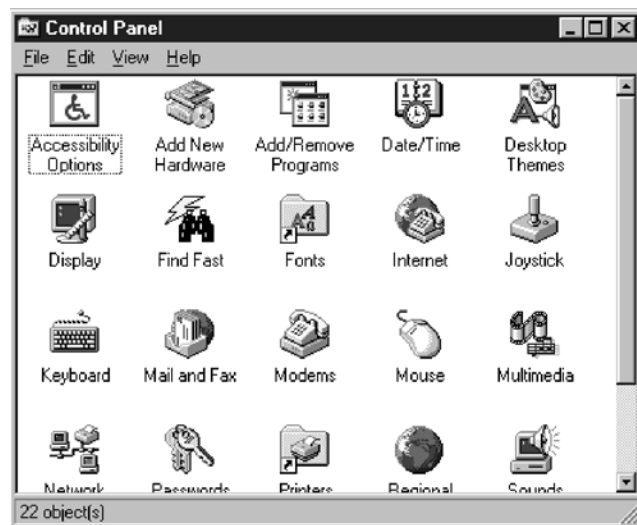 Control Panel
File Edit View Help
Accessibility Options
Add New Hardware
Add/Remove Programs
Date/Time
Desktop Themes
Display
Find Fast
Fonts
Internet
Joystick
Keyboard
Mail and Fax
Modems
Mouse
Multimedia
Network
Passwords
Printers
Regional
Sounds
22 object(s)